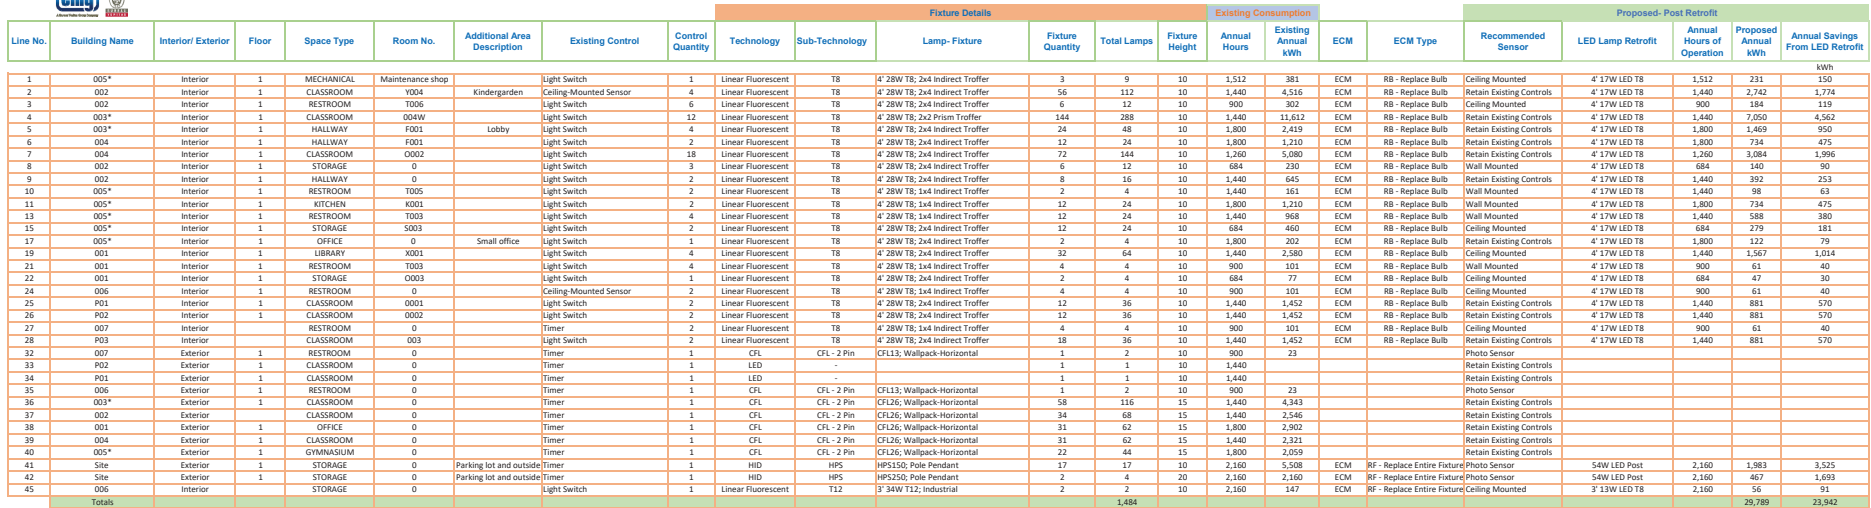 Fixture Details Existing Consumption Proposed- Post Retrofit
Line No. Building Name Interior/ Exterior Floor Space Type Room No. Additional Area Description Existing Control Control Quantity Technology Sub-Technology Lamp- Fixture Fixture Quantity Total Lamps Fixture Height Annual Hours Existing Annual kWh ECM ECM Type Recommended Sensor LED Lamp Retrofit Annual Hours of Operation Proposed Annual kWh Annual Savings From LED Retrofit
kWh
1 005* Interior 1 MECHANICAL Maintenance shop Light Switch 1 Linear Fluorescent T8 4' 28W T8; 2x4 Indirect Troffer 3 9 10 1,512 381 ECM RB - Replace Bulb Ceiling Mounted 4' 17W LED T8 1,512 231 150
2 002 Interior 1 CLASSROOM Y004 Kindergarden Ceiling-Mounted Sensor 4 Linear Fluorescent T8 4' 28W T8; 2x4 Indirect Troffer 56 112 10 1,440 4,516 ECM RB - Replace Bulb Retain Existing Controls 4' 17W LED T8 1,440 2,742 1,774
3 002 Interior 1 RESTROOM T006 Light Switch 6 Linear Fluorescent T8 4' 28W T8; 2x4 Indirect Troffer 6 12 10 900 302 ECM RB - Replace Bulb Ceiling Mounted 4' 17W LED T8 900 184 119
4 003* Interior 1 CLASSROOM 004W Light Switch 12 Linear Fluorescent T8 4' 28W T8; 2x2 Prism Troffer 144 288 10 1,440 11,612 ECM RB - Replace Bulb Retain Existing Controls 4' 17W LED T8 1,440 7,050 4,562
5 003* Interior 1 HALLWAY F001 Lobby Light Switch 4 Linear Fluorescent T8 4' 28W T8; 2x4 Indirect Troffer 24 48 10 1,800 2,419 ECM RB - Replace Bulb Retain Existing Controls 4' 17W LED T8 1,800 1,469 950
6 004 Interior 1 HALLWAY F001 Light Switch 2 Linear Fluorescent T8 4' 28W T8; 2x4 Indirect Troffer 12 24 10 1,800 1,210 ECM RB - Replace Bulb Retain Existing Controls 4' 17W LED T8 1,800 734 475
7 004 Interior 1 CLASSROOM O002 Light Switch 18 Linear Fluorescent T8 4' 28W T8; 2x4 Indirect Troffer 72 144 10 1,260 5,080 ECM RB - Replace Bulb Retain Existing Controls 4' 17W LED T8 1,260 3,084 1,996
8 002 Interior 1 STORAGE 0 Light Switch 3 Linear Fluorescent T8 4' 28W T8; 2x4 Indirect Troffer 6 12 10 684 230 ECM RB - Replace Bulb Wall Mounted 4' 17W LED T8 684 140 90
9 002 Interior 1 HALLWAY 0 Light Switch 2 Linear Fluorescent T8 4' 28W T8; 2x4 Indirect Troffer 8 16 10 1,440 645 ECM RB - Replace Bulb Retain Existing Controls 4' 17W LED T8 1,440 392 253
10 005* Interior 1 RESTROOM T005 Light Switch 2 Linear Fluorescent T8 4' 28W T8; 1x4 Indirect Troffer 2 4 10 1,440 161 ECM RB - Replace Bulb Wall Mounted 4' 17W LED T8 1,440 98 63
11 005* Interior 1 KITCHEN K001 Light Switch 2 Linear Fluorescent T8 4' 28W T8; 1x4 Indirect Troffer 12 24 10 1,800 1,210 ECM RB - Replace Bulb Wall Mounted 4' 17W LED T8 1,800 734 475
13 005* Interior 1 RESTROOM T003 Light Switch 4 Linear Fluorescent T8 4' 28W T8; 2x4 Indirect Troffer 12 24 10 1,440 968 ECM RB - Replace Bulb Wall Mounted 4' 17W LED T8 1,440 588 380
15 005* Interior 1 STORAGE S003 Light Switch 2 Linear Fluorescent T8 4' 28W T8; 2x4 Indirect Troffer 12 24 10 684 460 ECM RB - Replace Bulb Ceiling Mounted 4' 17W LED T8 684 279 181
17 005* Interior 1 OFFICE 0 Small office Light Switch 1 Linear Fluorescent T8 4' 28W T8; 2x4 Indirect Troffer 2 4 10 1,800 202 ECM RB - Replace Bulb Retain Existing Controls 4' 17W LED T8 1,800 122 79
19 001 Interior 1 LIBRARY X001 Light Switch 4 Linear Fluorescent T8 4' 28W T8; 2x4 Indirect Troffer 32 64 10 1,440 2,580 ECM RB - Replace Bulb Ceiling Mounted 4' 17W LED T8 1,440 1,567 1,014
21 001 Interior 1 RESTROOM T003 Light Switch 4 Linear Fluorescent T8 4' 28W T8; 1x4 Indirect Troffer 4 4 10 900 101 ECM RB - Replace Bulb Wall Mounted 4' 17W LED T8 900 61 40
22 001 Interior 1 STORAGE O003 Light Switch 1 Linear Fluorescent T8 4' 28W T8; 2x4 Indirect Troffer 2 4 10 684 77 ECM RB - Replace Bulb Ceiling Mounted 4' 17W LED T8 684 47 30
24 006 Interior 1 RESTROOM 0 Ceiling-Mounted Sensor 2 Linear Fluorescent T8 4' 28W T8; 1x4 Indirect Troffer 4 4 10 900 101 ECM RB - Replace Bulb Ceiling Mounted 4' 17W LED T8 900 61 40
25 P01 Interior 1 CLASSROOM 0001 Light Switch 2 Linear Fluorescent T8 4' 28W T8; 2x4 Indirect Troffer 12 36 10 1,440 1,452 ECM RB - Replace Bulb Retain Existing Controls 4' 17W LED T8 1,440 881 570
26 P02 Interior 1 CLASSROOM 0002 Light Switch 2 Linear Fluorescent T8 4' 28W T8; 2x4 Indirect Troffer 12 36 10 1,440 1,452 ECM RB - Replace Bulb Retain Existing Controls 4' 17W LED T8 1,440 881 570
27 007 Interior RESTROOM 0 Timer 2 Linear Fluorescent T8 4' 28W T8; 1x4 Indirect Troffer 4 4 10 900 101 ECM RB - Replace Bulb Ceiling Mounted 4' 17W LED T8 900 61 40
28 P03 Interior CLASSROOM 003 Light Switch 2 Linear Fluorescent T8 4' 28W T8; 2x4 Indirect Troffer 18 36 10 1,440 1,452 ECM RB - Replace Bulb Retain Existing Controls 4' 17W LED T8 1,440 881 570
32 007 Exterior 1 RESTROOM 0 Timer 1 CFL CFL - 2 Pin CFL13; Wallpack-Horizontal 1 2 10 900 23 Photo Sensor
33 P02 Exterior 1 CLASSROOM 0 Timer 1 LED - 1 1 10 1,440 Retain Existing Controls
34 P01 Exterior 1 CLASSROOM 0 Timer 1 LED - 1 1 10 1,440 Retain Existing Controls
35 006 Exterior 1 RESTROOM 0 Timer 1 CFL CFL - 2 Pin CFL13; Wallpack-Horizontal 1 2 10 900 23 Photo Sensor
36 003* Exterior 1 CLASSROOM 0 Timer 1 CFL CFL - 2 Pin CFL26; Wallpack-Horizontal 58 116 15 1,440 4,343 Retain Existing Controls
37 002 Exterior CLASSROOM 0 Timer 1 CFL CFL - 2 Pin CFL26; Wallpack-Horizontal 34 68 15 1,440 2,546 Retain Existing Controls
38 001 Exterior 1 OFFICE 0 Timer 1 CFL CFL - 2 Pin CFL26; Wallpack-Horizontal 31 62 15 1,800 2,902 Retain Existing Controls
39 004 Exterior 1 CLASSROOM 0 Timer 1 CFL CFL - 2 Pin CFL26; Wallpack-Horizontal 31 62 15 1,440 2,321 Retain Existing Controls
40 005* Exterior 1 GYMNASIUM 0 Timer 1 CFL CFL - 2 Pin CFL26; Wallpack-Horizontal 22 44 15 1,800 2,059 Retain Existing Controls
41 Site Exterior 1 STORAGE 0 Parking lot and outside Timer 1 HID HPS HPS150; Pole Pendant 17 17 10 2,160 5,508 ECM RF - Replace Entire Fixture Photo Sensor 54W LED Post 2,160 1,983 3,525
42 Site Exterior 1 STORAGE 0 Parking lot and outside Timer 1 HID HPS HPS250; Pole Pendant 2 4 20 2,160 2,160 ECM RF - Replace Entire Fixture Photo Sensor 54W LED Post 2,160 467 1,693
45 006 Interior STORAGE 0 Light Switch 1 Linear Fluorescent T12 3' 34W T12; Industrial 2 2 10 2,160 147 ECM RF - Replace Entire Fixture Ceiling Mounted 3' 13W LED T8 2,160 56 91
Totals 1,484 29,789 23,942